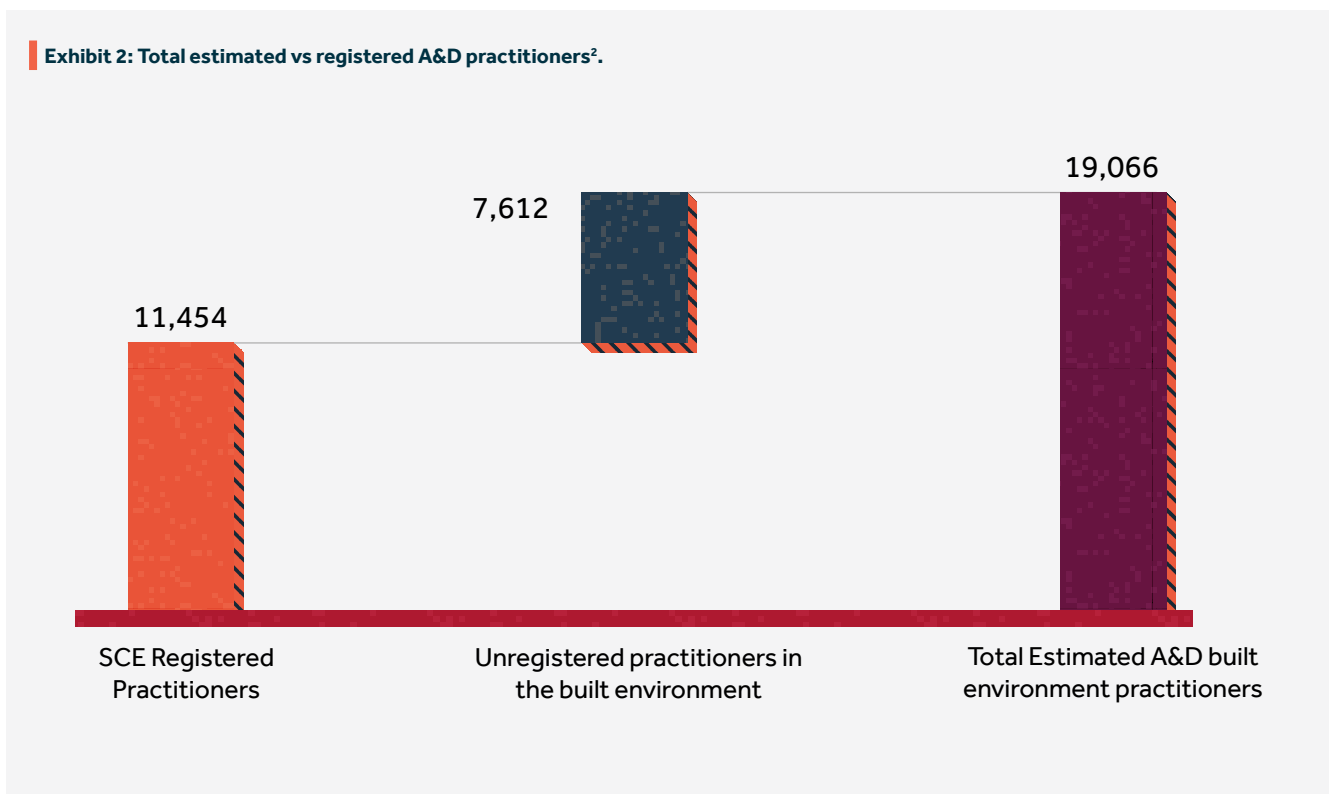 Exhibit 2: Total estimated vs registered A&D practitioners².
19,066
7,612
11,454
SCE Registered
Practitioners
Unregistered practitioners in
the built environment
Total Estimated A&D built
environment practitioners